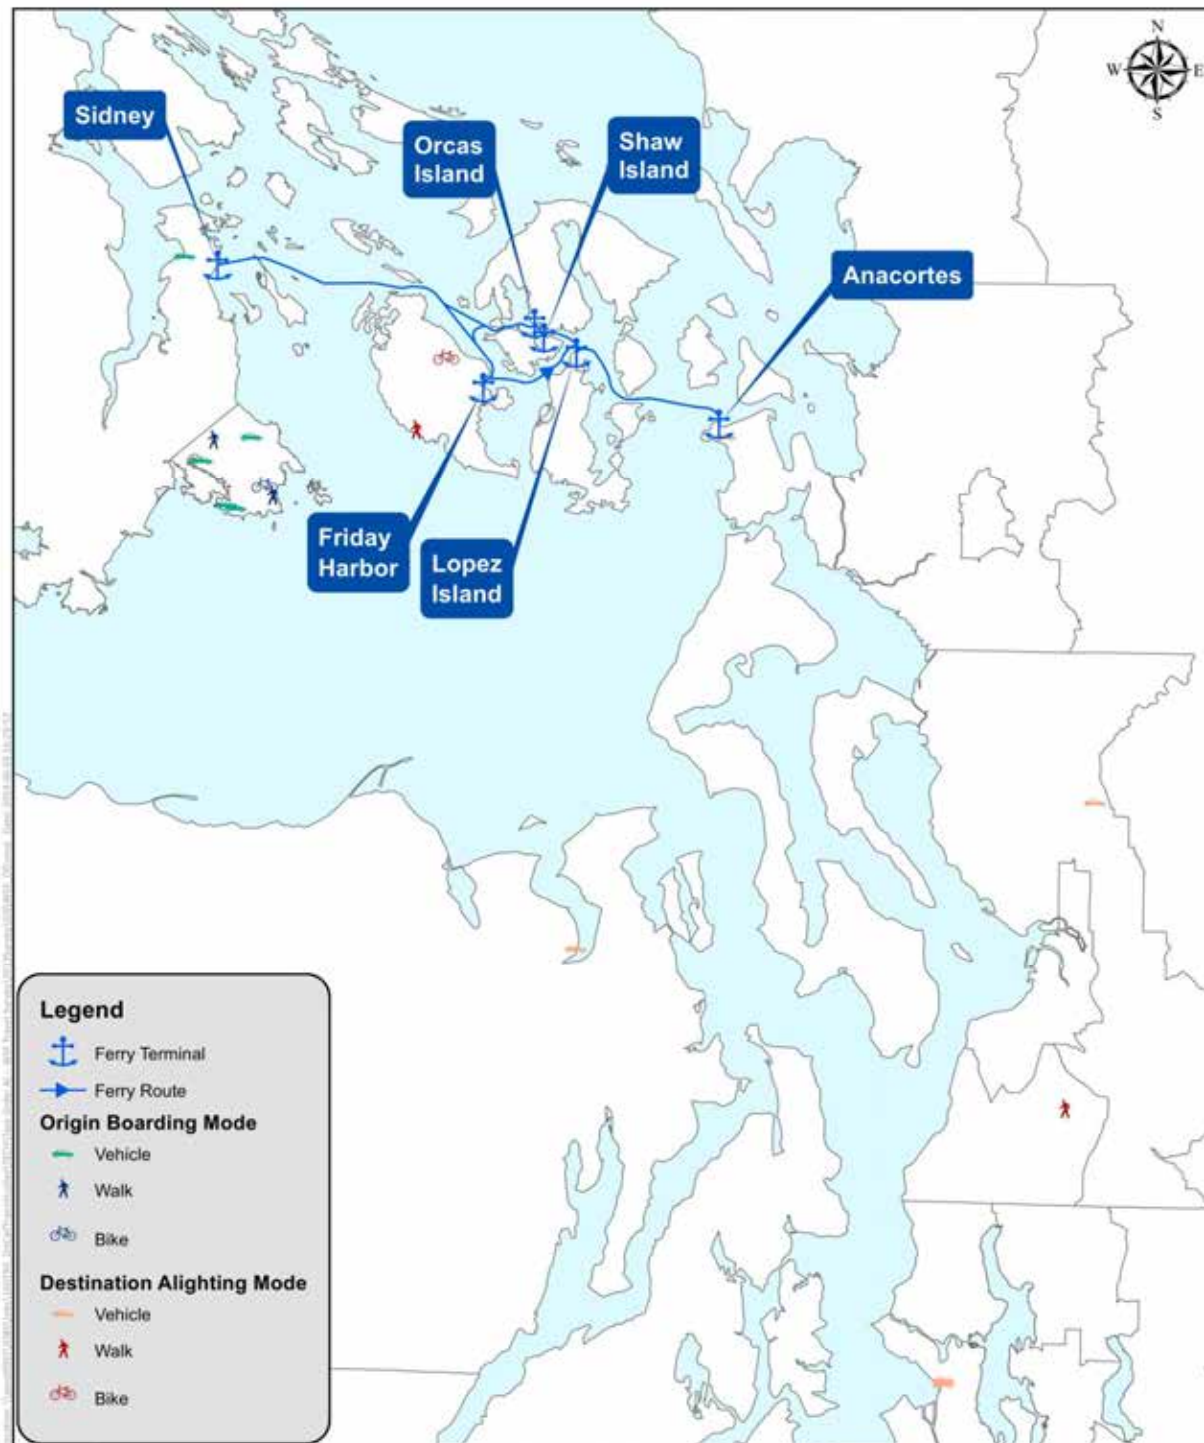 N
W E
S
Sidney
Orcas
Island
Shaw
Island
Anacortes
Friday
Harbor
Lopez
Island
Legend
Ferry Terminal
Ferry Route
Origin Boarding Mode
Vehicle
Walk
Bike
Destination Alighting Mode
Vehicle
Walk
Bike